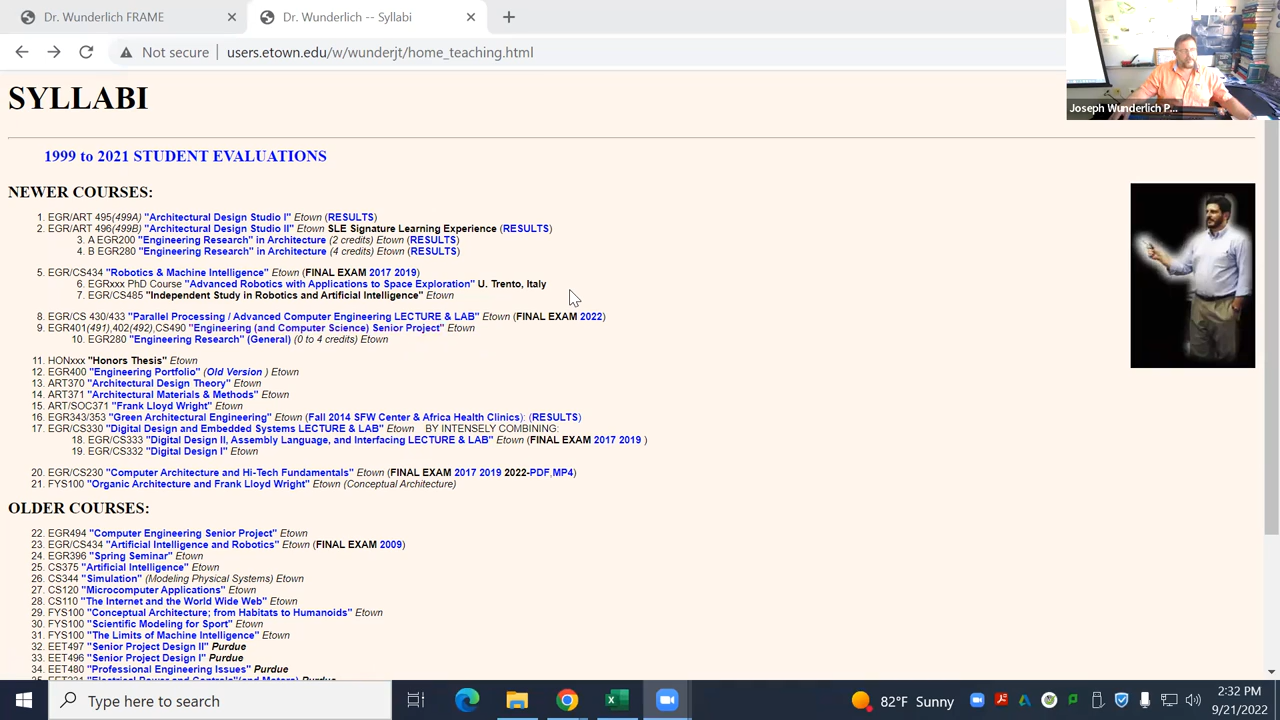 Dr. Wunderlich FRAME
Dr. Wunderlich -- Syllabi
Not secure
users.etown.edu/w/wunderjt/home_teaching.html
Joseph Wunderlich P...
SYLLABI
1999 to 2021 STUDENT EVALUATIONS
NEWER COURSES:
1. EGR/ART 495(499A) "Architectural Design Studio I" Etown (RESULTS)
2. EGR/ART 496(499B) "Architectural Design Studio II" Etown SLE Signature Learning Experience (RESULTS)
3. A EGR200 "Engineering Research" in Architecture (2 credits) Etown (RESULTS)
4. B EGR280 "Engineering Research" in Architecture (4 credits) Etown (RESULTS)
5. EGR/CS434 "Robotics & Machine Intelligence" Etown (FINAL EXAM 2017 2019)
6. EGRxxx PhD Course "Advanced Robotics with Applications to Space Exploration" U. Trento, Italy
7. EGR/CS485 "Independent Study in Robotics and Artificial Intelligence" Etown
8. EGR/CS 430/433 "Parallel Processing / Advanced Computer Engineering LECTURE & LAB" Etown (FINAL EXAM 2022)
9. EGR401(491),402(492),CS490 "Engineering (and Computer Science) Senior Project" Etown
10. EGR280 "Engineering Research" (General) (0 to 4 credits) Etown
11. HONxxx "Honors Thesis" Etown
12. EGR400 "Engineering Portfolio" (Old Version ) Etown
13. ART370 "Architectural Design Theory" Etown
14. ART371 "Architectural Materials & Methods" Etown
15. ART/SOC371 "Frank Lloyd Wright" Etown
16. EGR343/353 "Green Architectural Engineering" Etown (Fall 2014 SFW Center & Africa Health Clinics): (RESULTS)
17. EGR/CS330 "Digital Design and Embedded Systems LECTURE & LAB" Etown BY INTENSELY COMBINING:
18. EGR/CS333 "Digital Design II, Assembly Language, and Interfacing LECTURE & LAB" Etown (FINAL EXAM 2017 2019 )
19. EGR/CS332 "Digital Design I" Etown
20. EGR/CS230 "Computer Architecture and Hi-Tech Fundamentals" Etown (FINAL EXAM 2017 2019 2022-PDF,MP4)
21. FYS100 "Organic Architecture and Frank Lloyd Wright" Etown (Conceptual Architecture)
OLDER COURSES:
22. EGR494 "Computer Engineering Senior Project" Etown
23. EGR/CS434 "Artificial Intelligence and Robotics" Etown (FINAL EXAM 2009)
24. EGR396 "Spring Seminar" Etown
25. CS375 "Artificial Intelligence" Etown
26. CS344 "Simulation" (Modeling Physical Systems) Etown
27. CS120 "Microcomputer Applications" Etown
28. CS110 "The Internet and the World Wide Web" Etown
29. FYS100 "Conceptual Architecture; from Habitats to Humanoids" Etown
30. FYS100 "Scientific Modeling for Sport" Etown
31. FYS100 "The Limits of Machine Intelligence" Etown
32. EET497 "Senior Project Design II" Purdue
33. EET496 "Senior Project Design I" Purdue
34. EET480 "Professional Engineering Issues" Purdue
"Electrical Power and Controls"(and Motors) Purdue
Type here to search
82°F Sunny
2:32 PM
9/21/2022